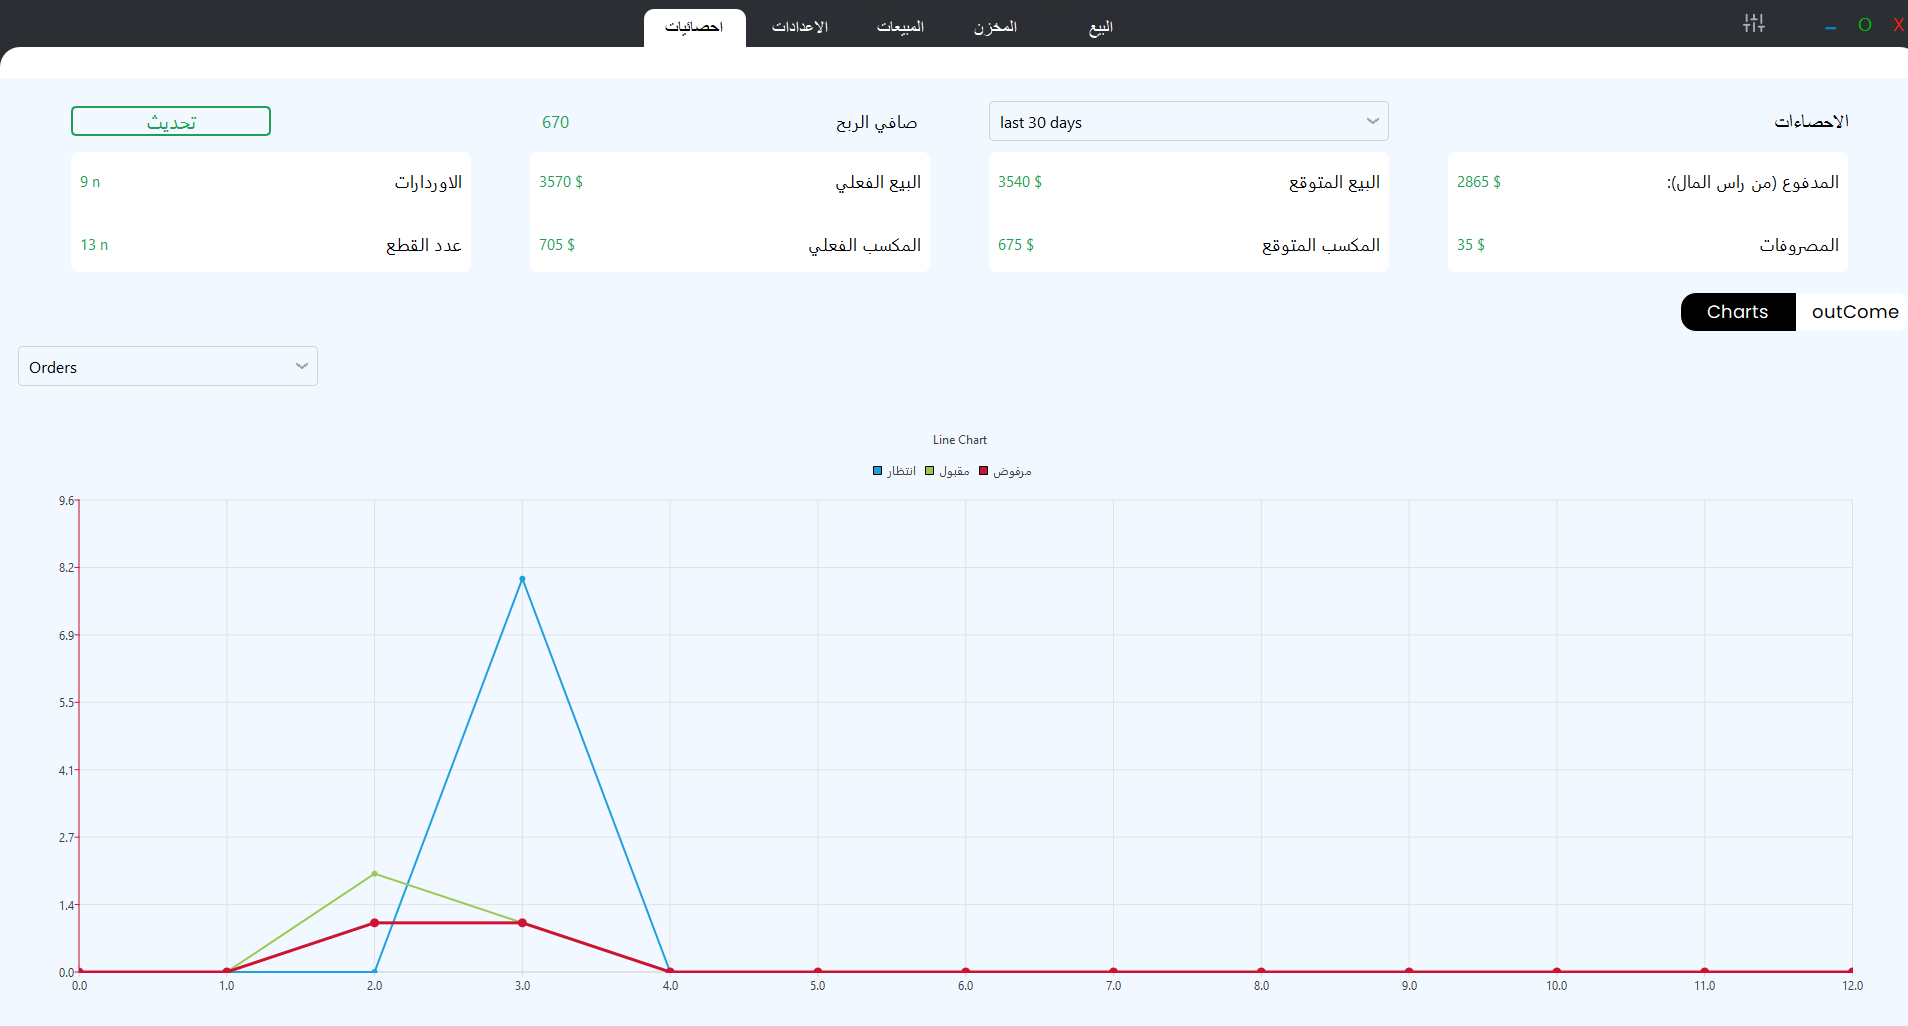 البيع المخزن المبيعات الاعدادات احصائيات
O X
الاحصاءات last 30 days صافي الربح 670 تحديث
المدفوع (من راس المال): 2865 $ البيع المتوقع 3540 $ البيع الفعلي 3570 $ الاوردارات 9 n
المصروفات 35 $ المكسب المتوقع 675 $ المكسب الفعلي 705 $ عدد القطع 13 n
Charts outCome
Orders
Line Chart
انتظار مقبول مرفوض
9.6
8.2
6.9
5.5
4.1
2.7
1.4
0.0
0.0 1.0 2.0 3.0 4.0 5.0 6.0 7.0 8.0 9.0 10.0 11.0 12.0